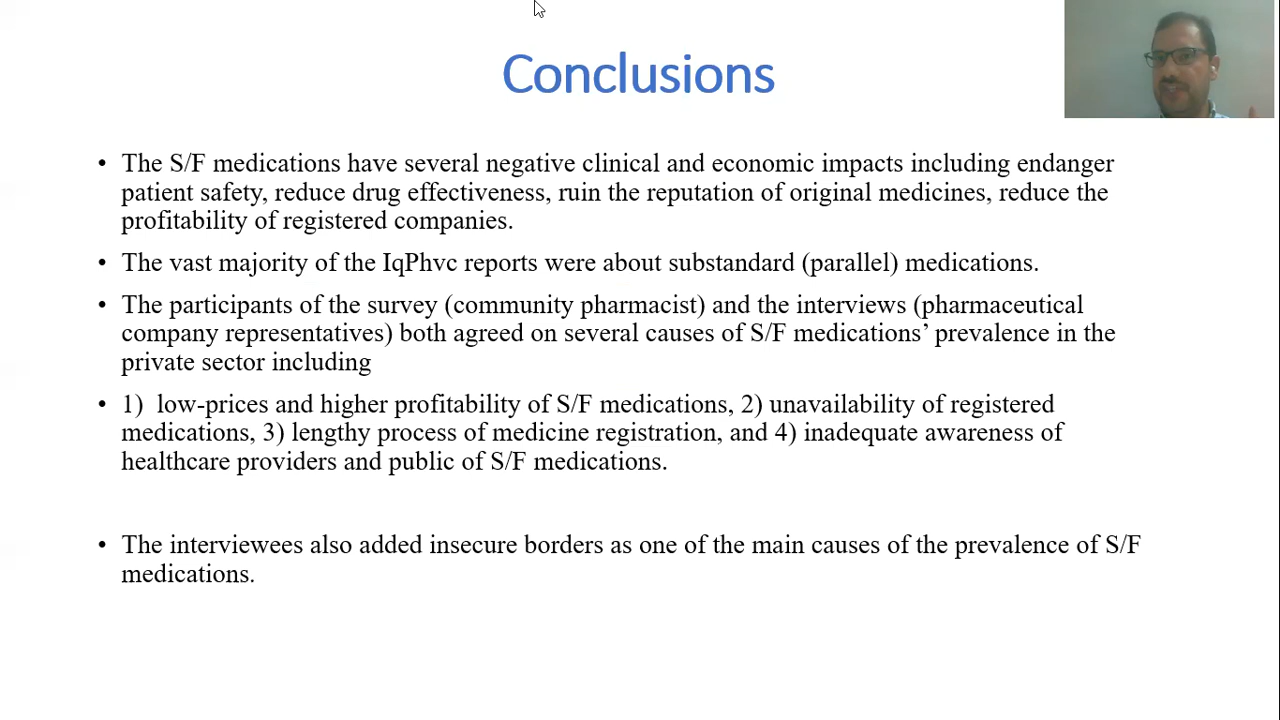 Conclusions
• The S/F medications have several negative clinical and economic impacts including endanger
patient safety, reduce drug effectiveness, ruin the reputation of original medicines, reduce the
profitability of registered companies.
• The vast majority of the IqPhvc reports were about substandard (parallel) medications.
• The participants of the survey (community pharmacist) and the interviews (pharmaceutical
company representatives) both agreed on several causes of S/F medications’ prevalence in the
private sector including
• 1)  low-prices and higher profitability of S/F medications, 2) unavailability of registered
medications, 3) lengthy process of medicine registration, and 4) inadequate awareness of
healthcare providers and public of S/F medications.
• The interviewees also added insecure borders as one of the main causes of the prevalence of S/F
medications.